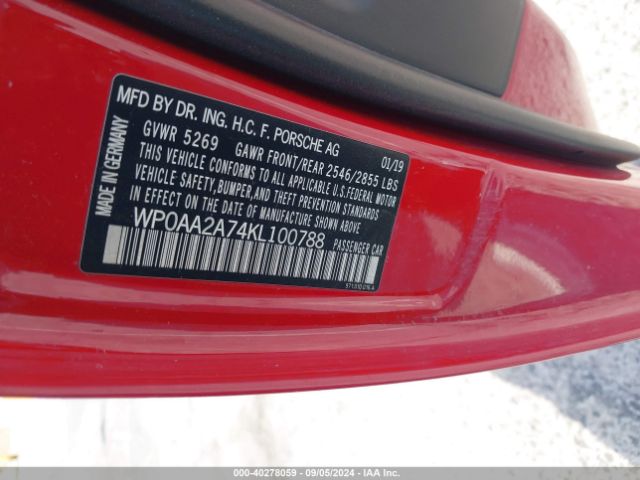 MFD BY DR. ING. H.C. F. PORSCHE AG
MADE IN GERMANY
01/19
GVWR 5269 GAWR FRONT/REAR 2546/2855 LBS
THIS VEHICLE CONFORMS TO ALL APPLICABLE U.S.FEDERAL MOTOR
VEHICLE SAFETY, BUMPER, AND THEFT PREVENTION STANDARDS
IN EFFECT ON THE DATE OF MANUFACTURE SHOWN ABOVE
WP0AA2A74KL100788
PASSENGER CAR
000-40278059 - 09/05/2024 - IAA Inc.